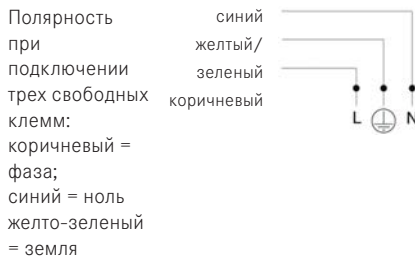 Полярность
при
подключении
трех свободных
клемм:
коричневый =
фаза;
синий = ноль
желто-зеленый
= земля
синий
желтый/
зеленый
коричневый
L N